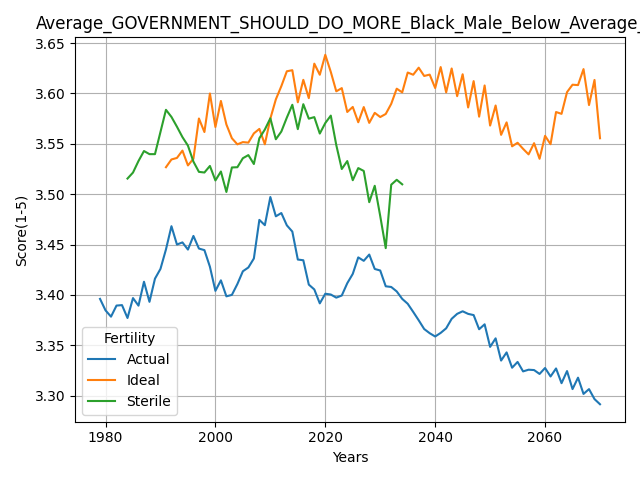 Average_GOVERNMENT_SHOULD_DO_MORE_Black_Male_Below_Average_
3.65
3.60
3.55
3.50
3.45
3.40
3.35
3.30
Score(1-5)
Fertility
Actual
Ideal
Sterile
1980 2000 2020 2040 2060
Years